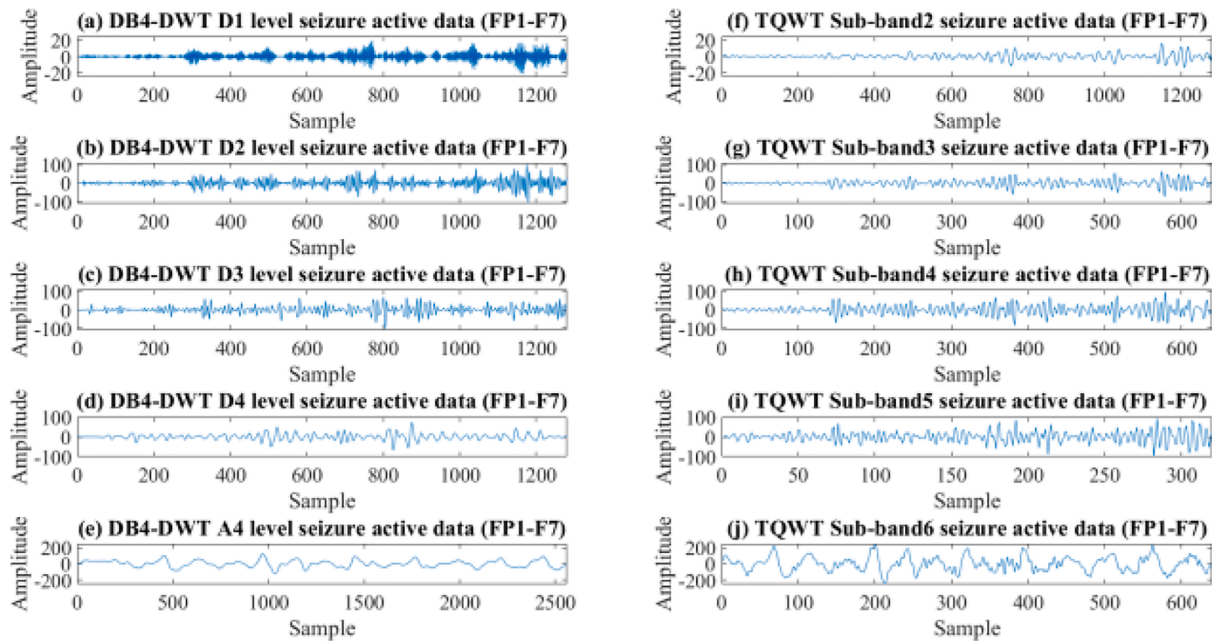 (a) DB4-DWT D1 level seizure active data (FP1-F7)
Amplitude
20
0
-20
0 200 400 600 800 1000 1200
Sample
(b) DB4-DWT D2 level seizure active data (FP1-F7)
Amplitude
100
0
-100
0 200 400 600 800 1000 1200
Sample
(c) DB4-DWT D3 level seizure active data (FP1-F7)
Amplitude
100
0
-100
0 200 400 600 800 1000 1200
Sample
(d) DB4-DWT D4 level seizure active data (FP1-F7)
Amplitude
100
0
-100
0 200 400 600 800 1000 1200
Sample
(e) DB4-DWT A4 level seizure active data (FP1-F7)
Amplitude
200
0
-200
0 500 1000 1500 2000 2500
Sample
(f) TQWT Sub-band2 seizure active data (FP1-F7)
Amplitude
20
0
-20
0 200 400 600 800 1000 1200
Sample
(g) TQWT Sub-band3 seizure active data (FP1-F7)
Amplitude
100
0
-100
0 100 200 300 400 500 600
Sample
(h) TQWT Sub-band4 seizure active data (FP1-F7)
Amplitude
100
0
-100
0 100 200 300 400 500 600
Sample
(i) TQWT Sub-band5 seizure active data (FP1-F7)
Amplitude
100
0
-100
0 50 100 150 200 250 300
Sample
(j) TQWT Sub-band6 seizure active data (FP1-F7)
Amplitude
200
0
-200
0 100 200 300 400 500 600
Sample